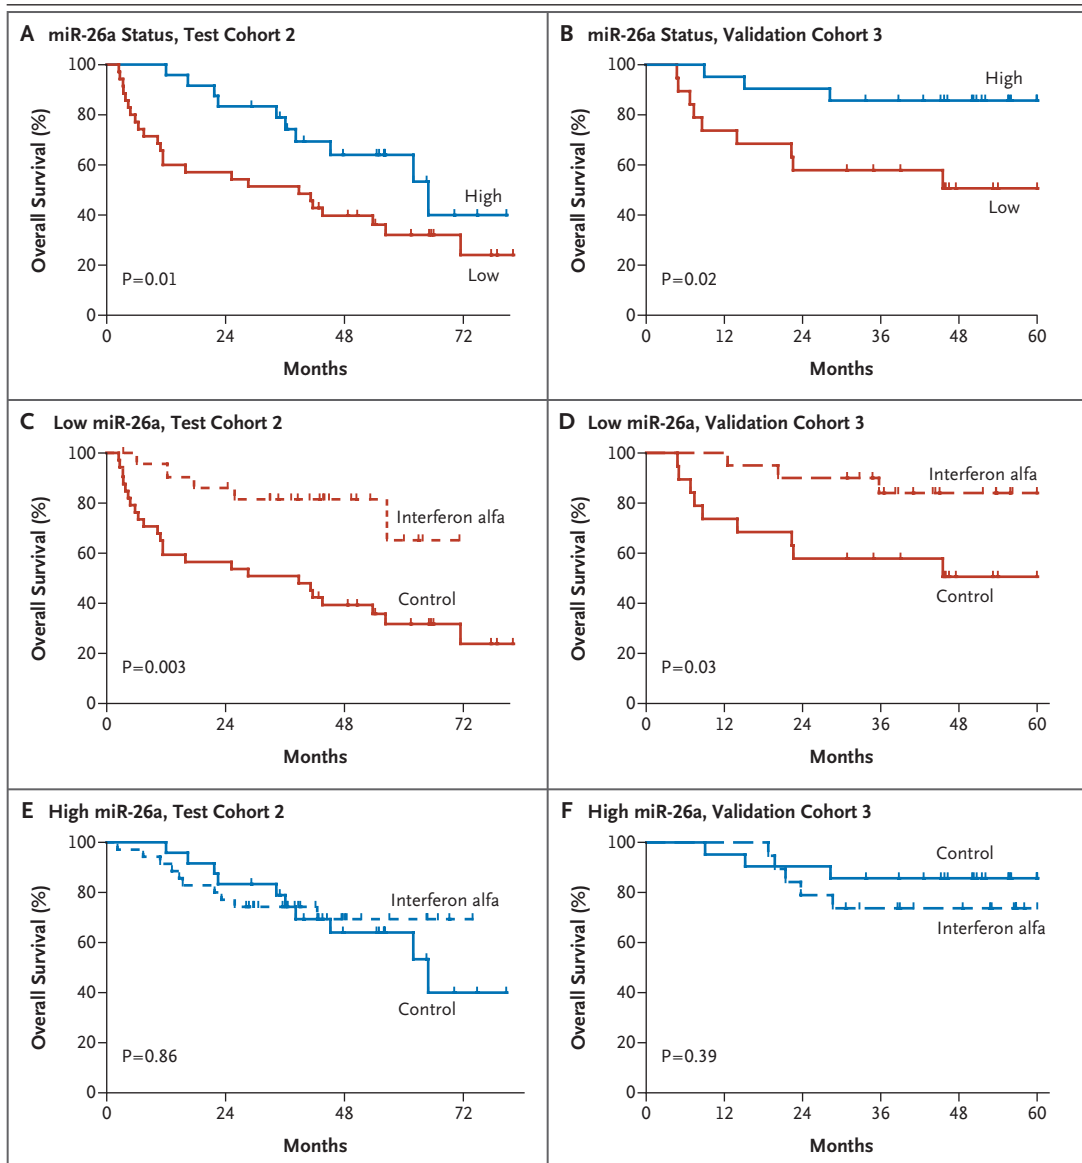 A miR-26a Status, Test Cohort 2
100
80
60
40
20
0
Overall Survival (%)
High
Low
P=0.01
0 24 48 72
Months
B miR-26a Status, Validation Cohort 3
100
80
60
40
20
0
Overall Survival (%)
High
Low
P=0.02
0 12 24 36 48 60
Months
C Low miR-26a, Test Cohort 2
100
80
60
40
20
0
Overall Survival (%)
Interferon alfa
Control
P=0.003
0 24 48 72
Months
D Low miR-26a, Validation Cohort 3
100
80
60
40
20
0
Overall Survival (%)
Interferon alfa
Control
P=0.03
0 12 24 36 48 60
Months
E High miR-26a, Test Cohort 2
100
80
60
40
20
0
Overall Survival (%)
Interferon alfa
Control
P=0.86
0 24 48 72
Months
F High miR-26a, Validation Cohort 3
100
80
60
40
20
0
Overall Survival (%)
Control
Interferon alfa
P=0.39
0 12 24 36 48 60
Months